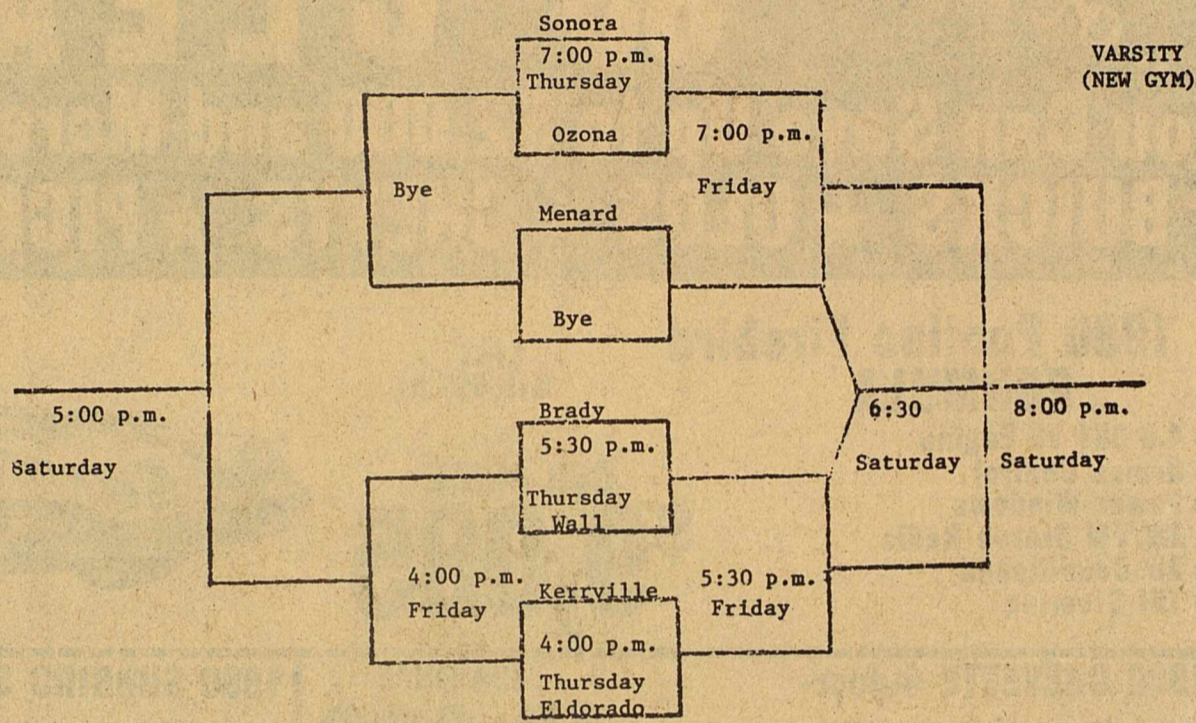 Sonora
7:00 p.m.
Thursday
Ozona
VARSITY
(NEW GYM)
7:00 p.m.
Friday
Bye
Menard
Bye
5:00 p.m.
Saturday
Brady
5:30 p.m.
Thursday
Wall
6:30
Saturday
8:00 p.m.
Saturday
4:00 p.m.
Friday
Kerrville
4:00 p.m.
Thursday
Eldorado
5:30 p.m.
Friday